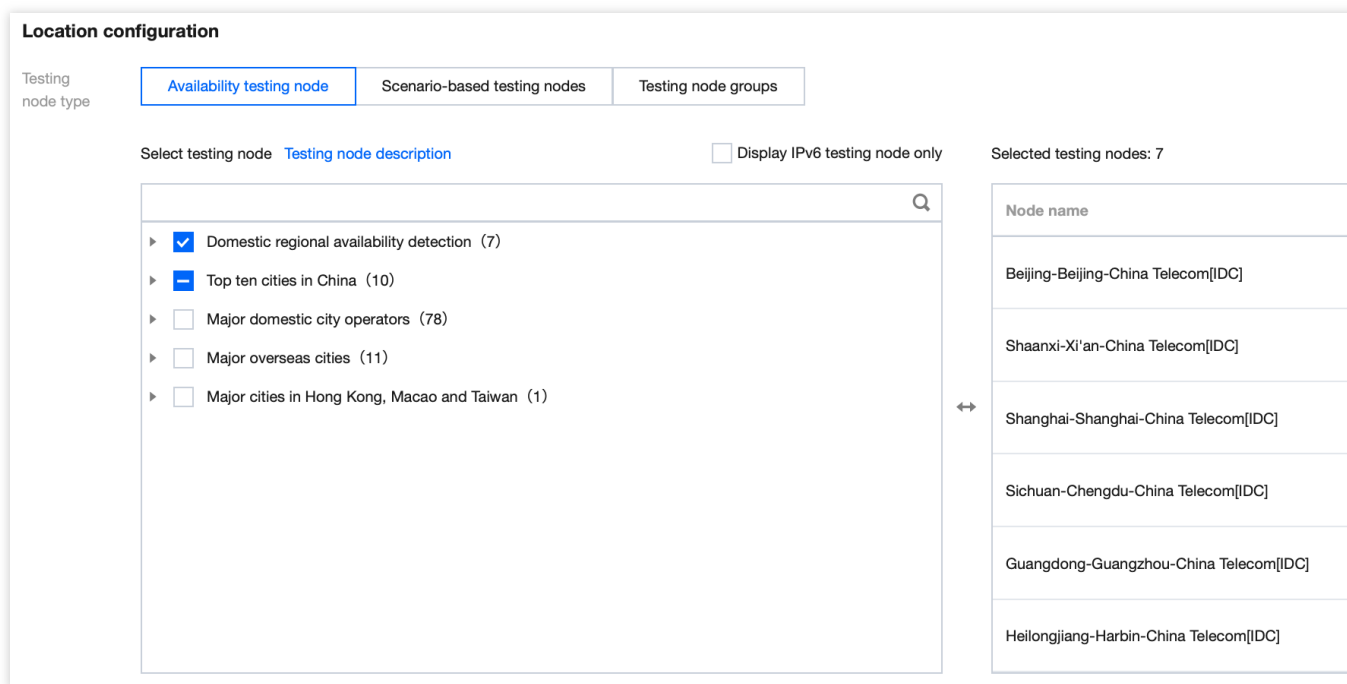 Location configuration
Testing
node type
Availability testing node
Scenario-based testing nodes
Testing node groups
Select testing node Testing node description
Display IPv6 testing node only
Selected testing nodes: 7
Domestic regional availability detection（7）
Top ten cities in China（10）
Major domestic city operators（78）
Major overseas cities（11）
Major cities in Hong Kong, Macao and Taiwan（1）
Node name
Beijing-Beijing-China Telecom[IDC]
Shaanxi-Xi'an-China Telecom[IDC]
Shanghai-Shanghai-China Telecom[IDC]
Sichuan-Chengdu-China Telecom[IDC]
Guangdong-Guangzhou-China Telecom[IDC]
Heilongjiang-Harbin-China Telecom[IDC]